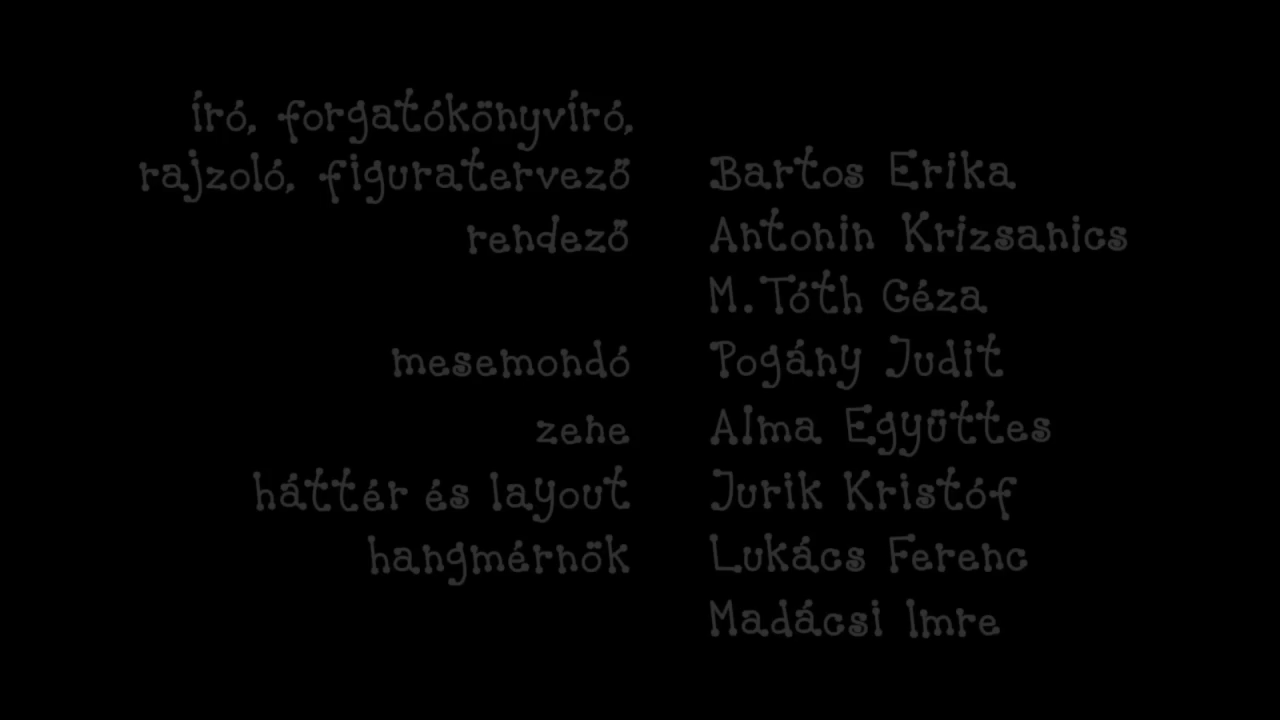 író, forgatókönyvíró,
rajzoló, figuratervező Bartos Erika
rendező Antonin Krizsanics
M. Tóth Géza
mesemondó Pogány Judit
zene Alma Együttes
háttér és layout Jurik Kristóf
hangmérnök Lukács Ferenc
Madácsi Imre